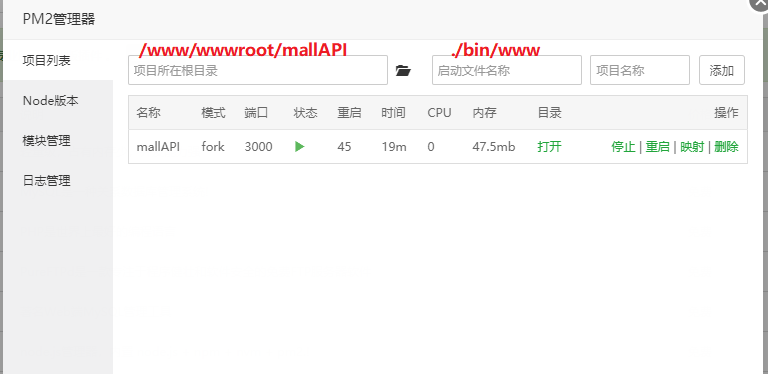 PM2管理器
项目列表
Node版本
模块管理
日志管理
/www/wwwroot/mallAPI ./bin/www
项目所在根目录 启动文件名称 项目名称 添加
名称 模式 端口 状态 重启 时间 CPU 内存 目录 操作
mallAPI fork 3000 45 19m 0 47.5mb 打开 停止 | 重启 | 映射 | 删除